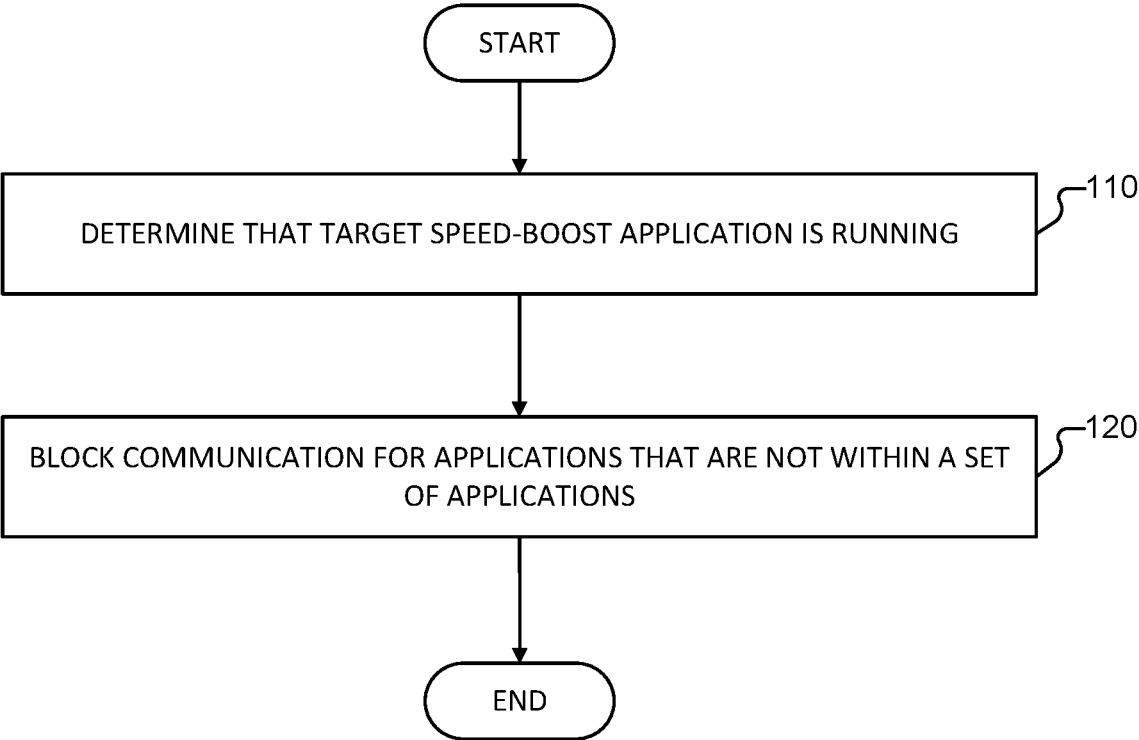 START
DETERMINE THAT TARGET SPEED-BOOST APPLICATION IS RUNNING
110
BLOCK COMMUNICATION FOR APPLICATIONS THAT ARE NOT WITHIN A SET
OF APPLICATIONS
120
END